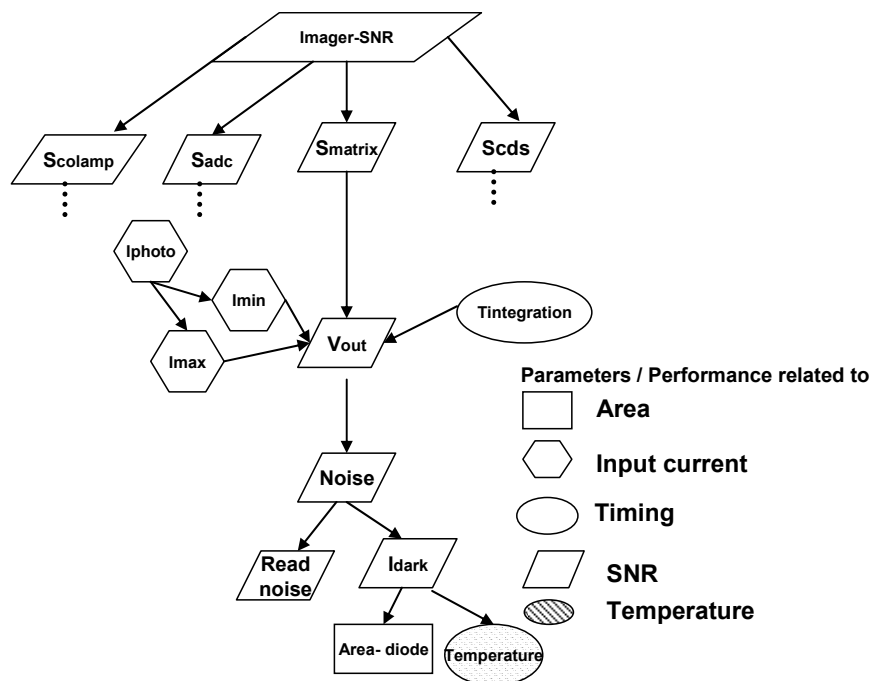 Imager-SNR
Scolamp
Sadc
Smatrix
Scds
Iphoto
Imin
Imax
Vout
Tintegration
Parameters / Performance related to
Area
Input current
Timing
SNR
Temperature
Noise
Read
noise
Idark
Area- diode
Temperature